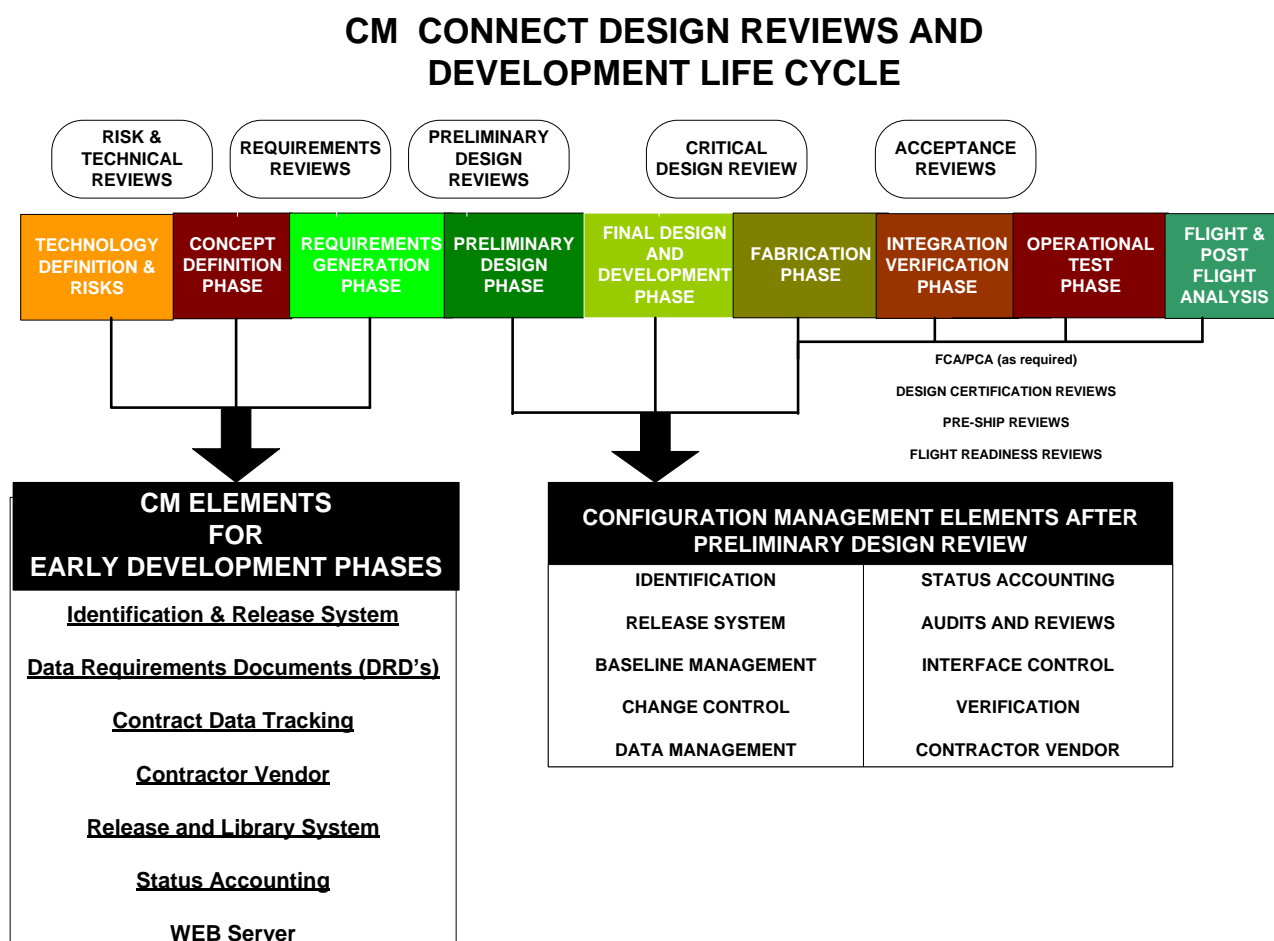 CM CONNECT DESIGN REVIEWS AND
DEVELOPMENT LIFE CYCLE
RISK &
TECHNICAL
REVIEWS
REQUIREMENTS
REVIEWS
PRELIMINARY
DESIGN
REVIEWS
CRITICAL
DESIGN REVIEW
ACCEPTANCE
REVIEWS
TECHNOLOGY
DEFINITION &
RISKS
CONCEPT
DEFINITION
PHASE
REQUIREMENTS
GENERATION
PHASE
PRELIMINARY
DESIGN
PHASE
FINAL DESIGN
AND
DEVELOPMENT
PHASE
FABRICATION
PHASE
INTEGRATION
VERIFICATION
PHASE
OPERATIONAL
TEST
PHASE
FLIGHT &
POST
FLIGHT
ANALYSIS
FCA/PCA (as required)
DESIGN CERTIFICATION REVIEWS
PRE-SHIP REVIEWS
FLIGHT READINESS REVIEWS
CM ELEMENTS
FOR
EARLY DEVELOPMENT PHASES
Identification & Release System
Data Requirements Documents (DRD's)
Contract Data Tracking
Contractor Vendor
Release and Library System
Status Accounting
WEB Server
CONFIGURATION MANAGEMENT ELEMENTS AFTER
PRELIMINARY DESIGN REVIEW
IDENTIFICATION
RELEASE SYSTEM
BASELINE MANAGEMENT
CHANGE CONTROL
DATA MANAGEMENT
STATUS ACCOUNTING
AUDITS AND REVIEWS
INTERFACE CONTROL
VERIFICATION
CONTRACTOR VENDOR